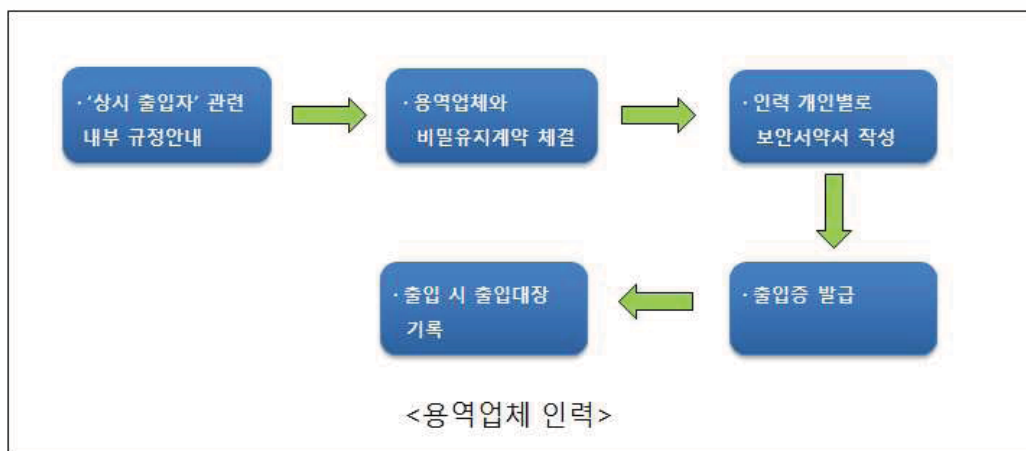 · '상시 출입자' 관련
내부 규정안내
· 용역업체와
비밀유지계약 체결
· 인력 개인별로
보안서약서 작성
· 출입증 발급
· 출입 시 출입대장
기록
<용역업체 인력>